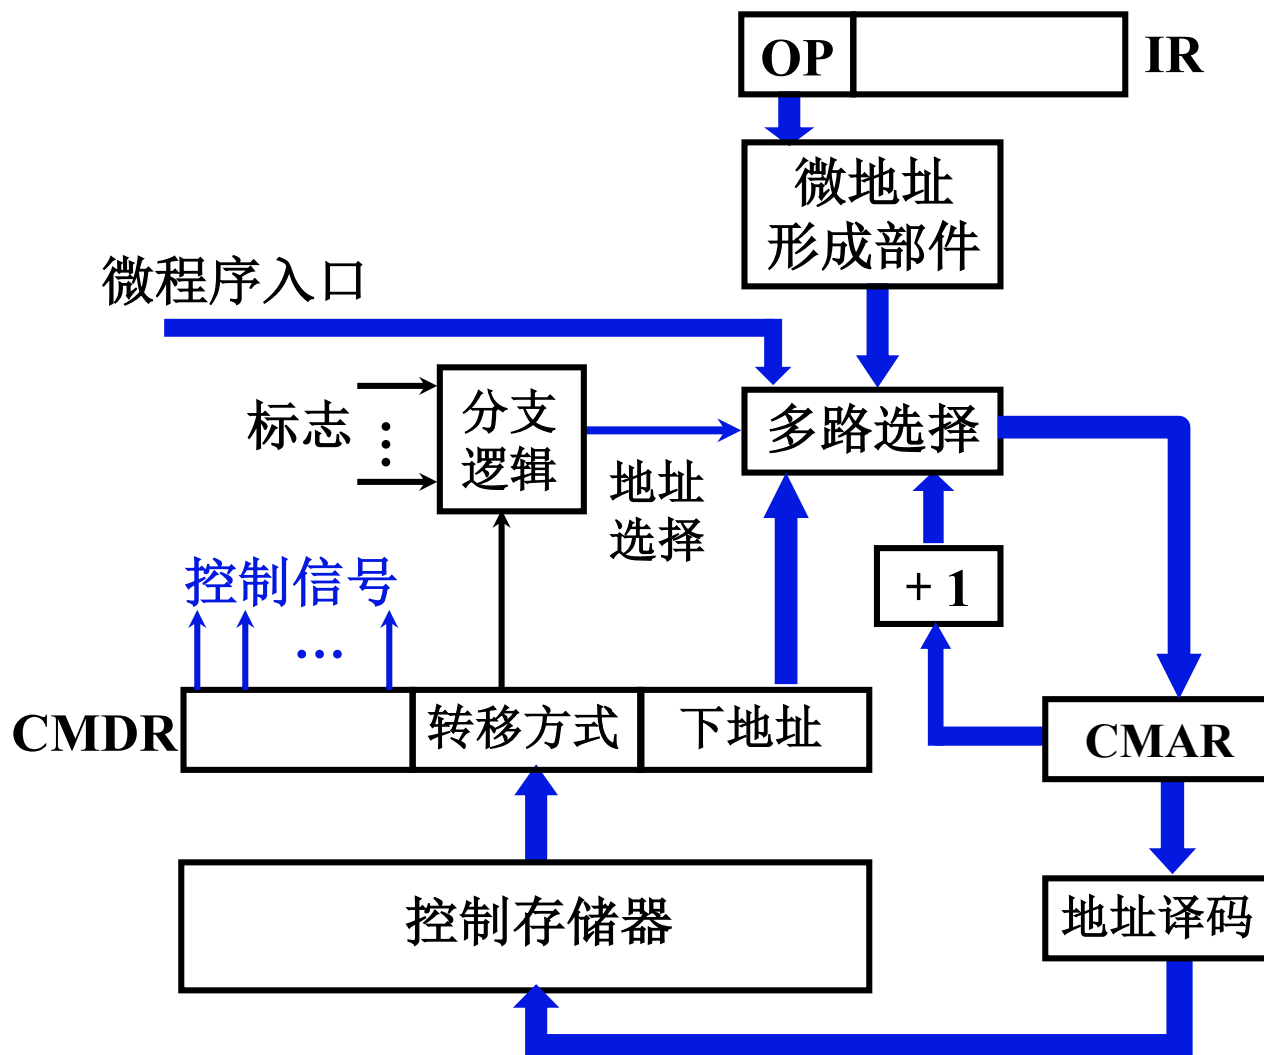 OP
IR
微地址
形成部件
微程序入口
标志
分支
逻辑
多路选择
地址
选择
控制信号
+ 1
CMDR
转移方式
下地址
CMAR
控制存储器
地址译码